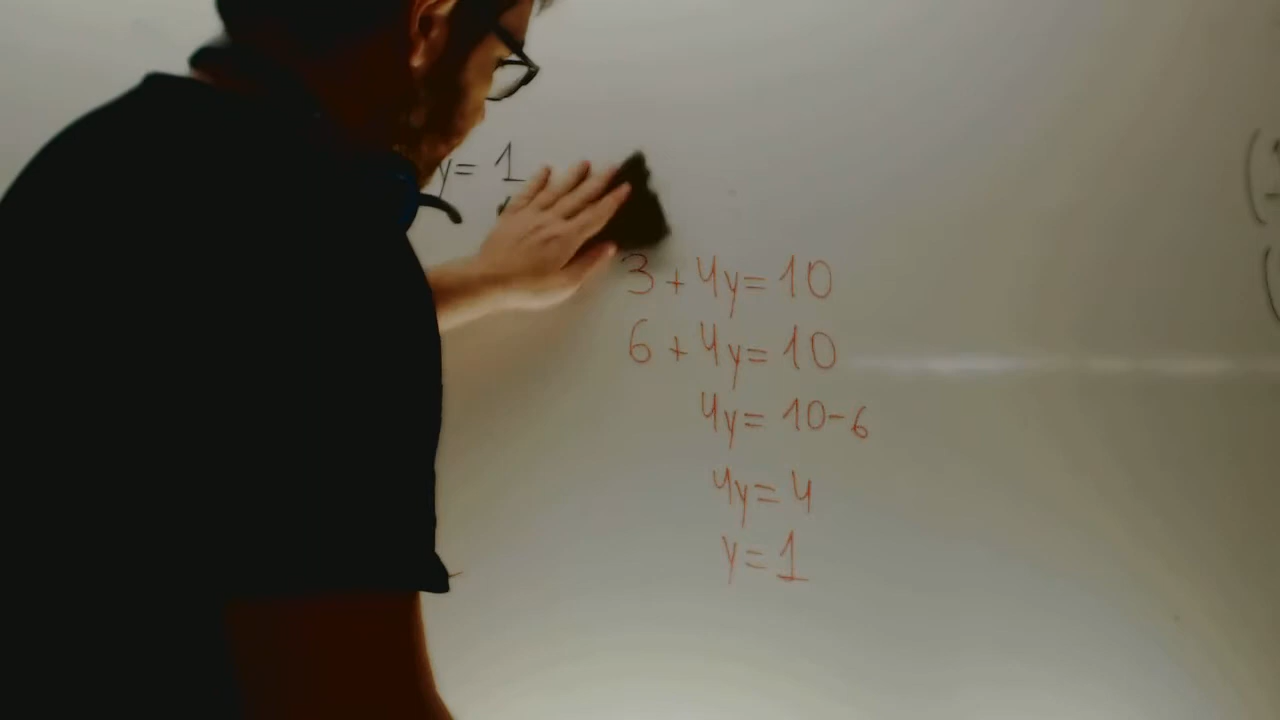 y= 1
3 + 4y= 10
6 + 4y= 10
4y= 10-6
4y= 4
y= 1